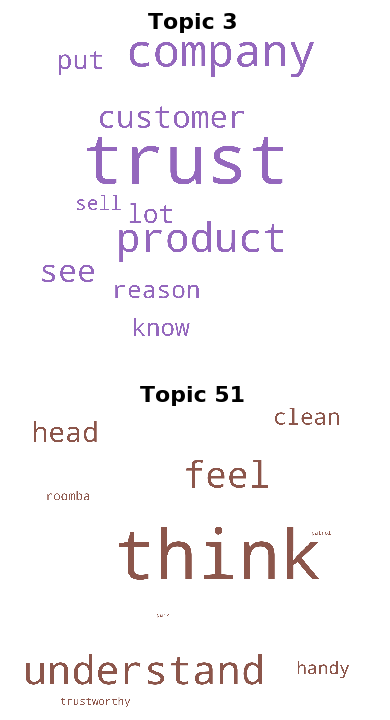 Topic 3
put company
customer
trust
sell
lot
product
see
reason
know
Topic 51
clean
head
feel
roomba
think
understand
handy
trustworthy